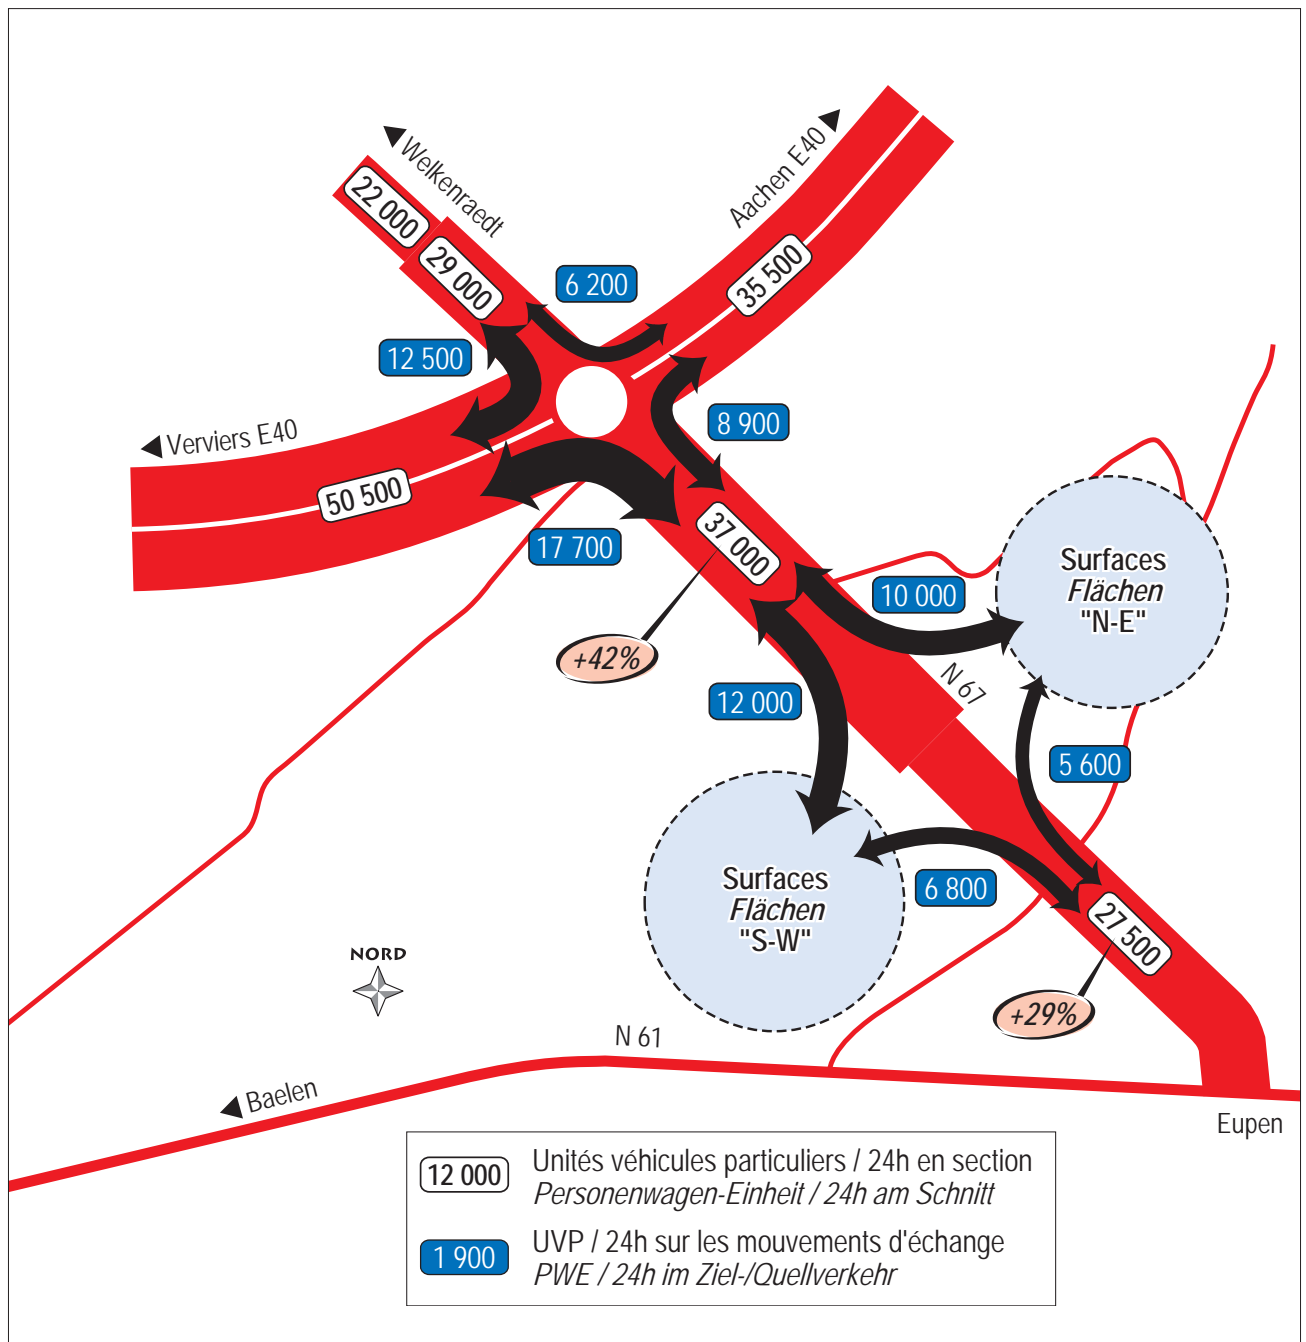 Welkenraedt
Aachen E40
22 000
29 000
6 200
35 500
12 500
8 900
Verviers E40
50 500
17 700
37 000
Surfaces
Flächen
"N-E"
10 000
+42%
N 67
12 000
5 600
Surfaces
Flächen
"S-W"
6 800
27 500
NORD
+29%
N 61
Baelen
Eupen
12 000
Unités véhicules particuliers / 24h en section
Personenwagen-Einheit / 24h am Schnitt
1 900
UVP / 24h sur les mouvements d'échange
PWE / 24h im Ziel-/Quellverkehr